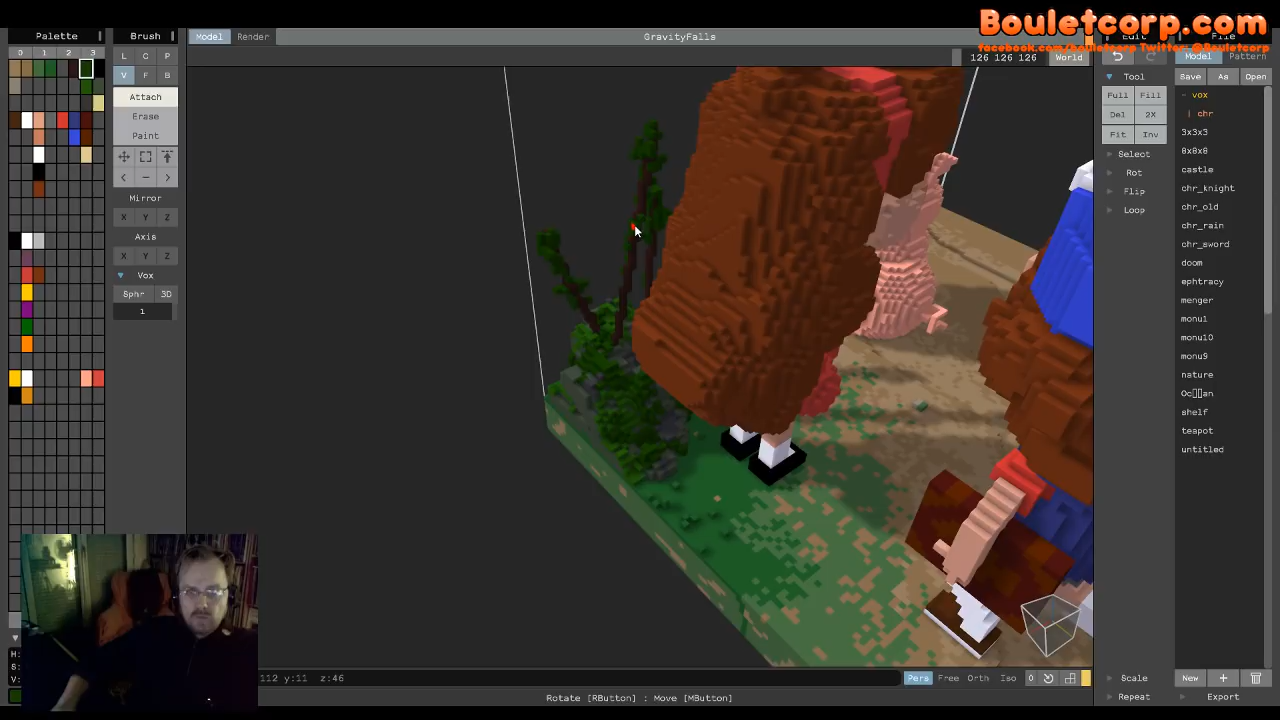 Bouletcorp.com
facebook.com/bouletcorp Twitter: @Bouletcorp
Palette
Brush
Model
Render
GravityFalls
Edit
File
0 1 2 3
L C P
126 126 126
World
Model
Pattern
V F B
Tool
Save
As
Open
Attach
Full
Fill
- vox
Erase
Del
2X
| chr
Paint
Fit
Inv
3x3x3
8x8x8
Select
castle
Rot
chr_knight
Mirror
Flip
chr_old
X Y Z
Loop
chr_rain
Axis
chr_sword
X Y Z
doom
Vox
ephtracy
Sphr
3D
menger
1
monu1
monu10
monu9
nature
shelf
teapot
untitled
H:
S:
V:
112 y:11 z:46
Pers
Free
Orth
Iso
0
Scale
New
+
Rotate [RButton] : Move [MButton]
Repeat
Export